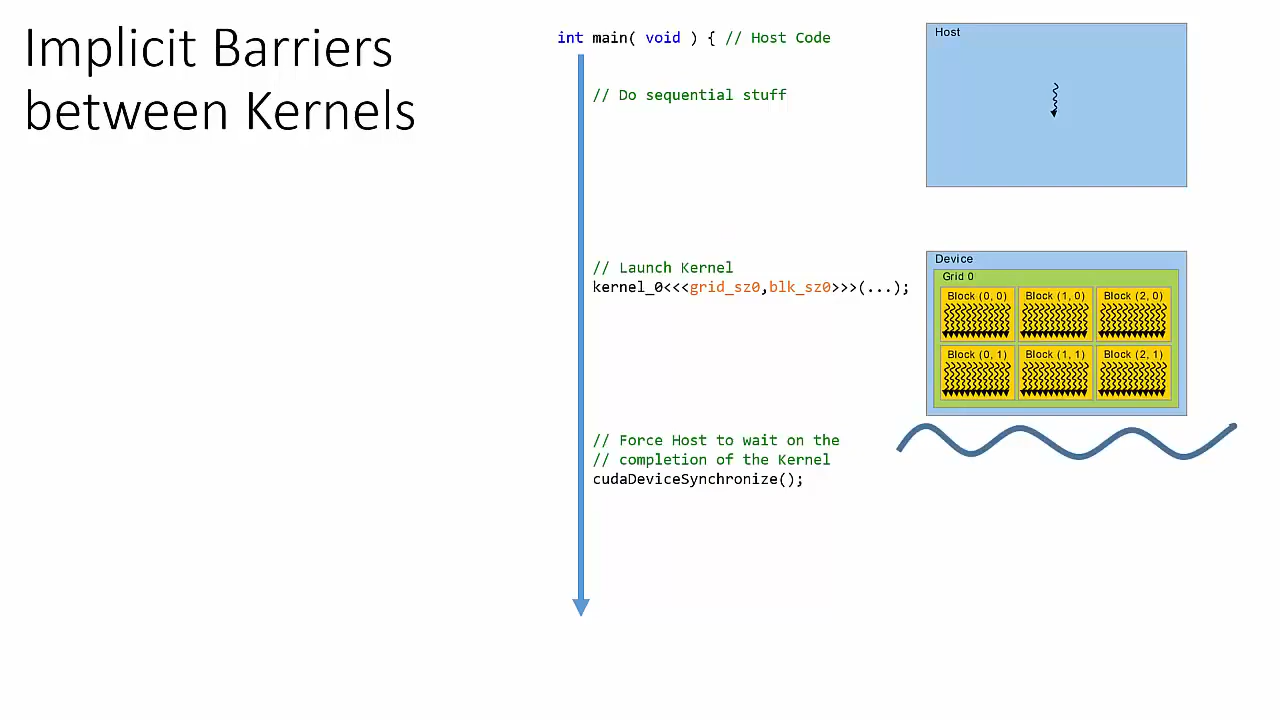 Implicit Barriers
between Kernels
int main( void ) { // Host Code
// Do sequential stuff
// Launch Kernel
kernel_0<<<grid_sz0,blk_sz0>>>(...);
// Force Host to wait on the
// completion of the Kernel
cudaDeviceSynchronize();
Host
Device
Grid 0
Block (0, 0) Block (1, 0) Block (2, 0)
Block (0, 1) Block (1, 1) Block (2, 1)